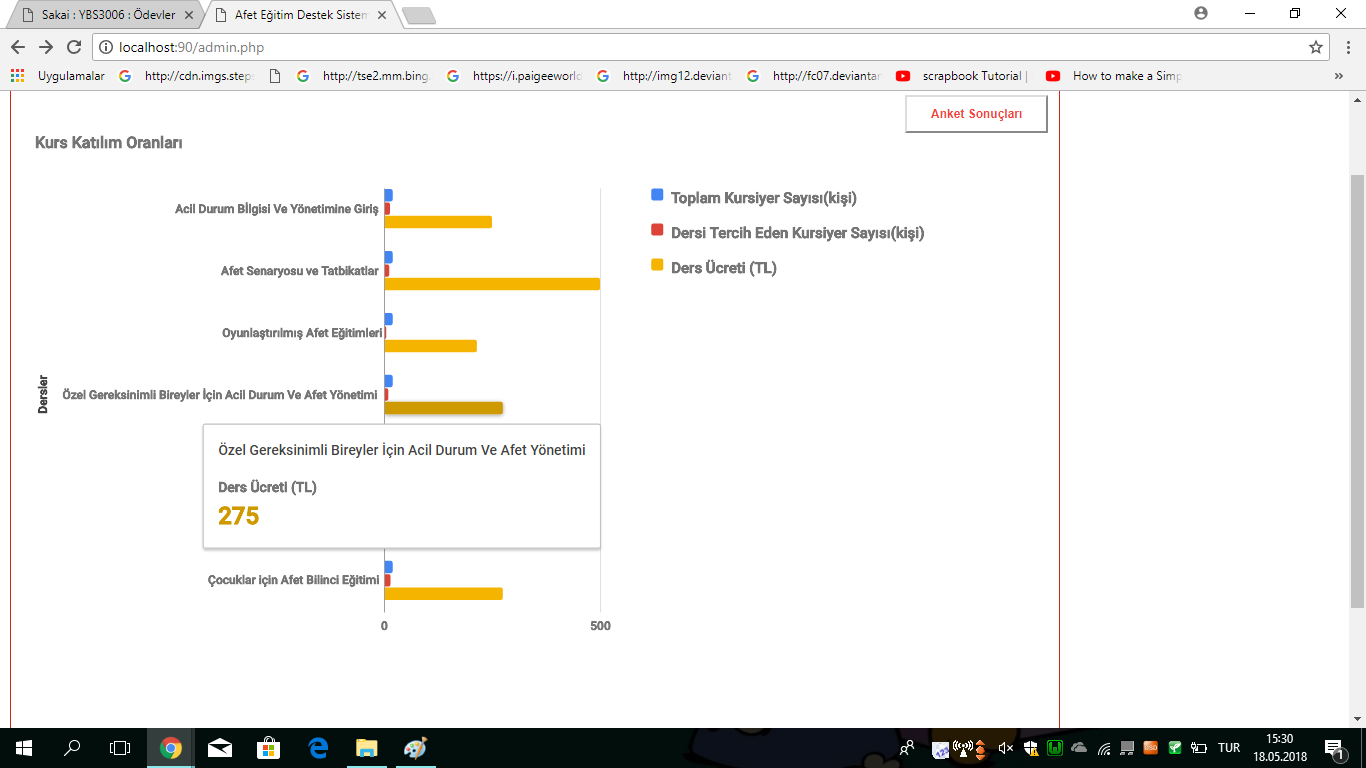 Sakai : YBS3006 : Ödevler
Afet Eğitim Destek Sistem
localhost:90/admin.php
Uygulamalar
http://cdn.imgs.steps
http://tse2.mm.bing.
https://i.paigeeworld
http://img12.deviant
http://fc07.deviantar
scrapbook Tutorial |
How to make a Simp
»
Anket Sonuçları
Kurs Katılım Oranları
Acil Durum Bİlgisi Ve Yönetimine Giriş
Afet Senaryosu ve Tatbikatlar
Oyunlaştırılmış Afet Eğitimleri
Özel Gereksinimli Bireyler İçin Acil Durum Ve Afet Yönetimi
Dersler
Toplam Kursiyer Sayısı(kişi)
Dersi Tercih Eden Kursiyer Sayısı(kişi)
Ders Ücreti (TL)
Özel Gereksinimli Bireyler İçin Acil Durum Ve Afet Yönetimi
Ders Ücreti (TL)
275
Çocuklar için Afet Bilinci Eğitimi
0
500
TUR
15:30
18.05.2018
1